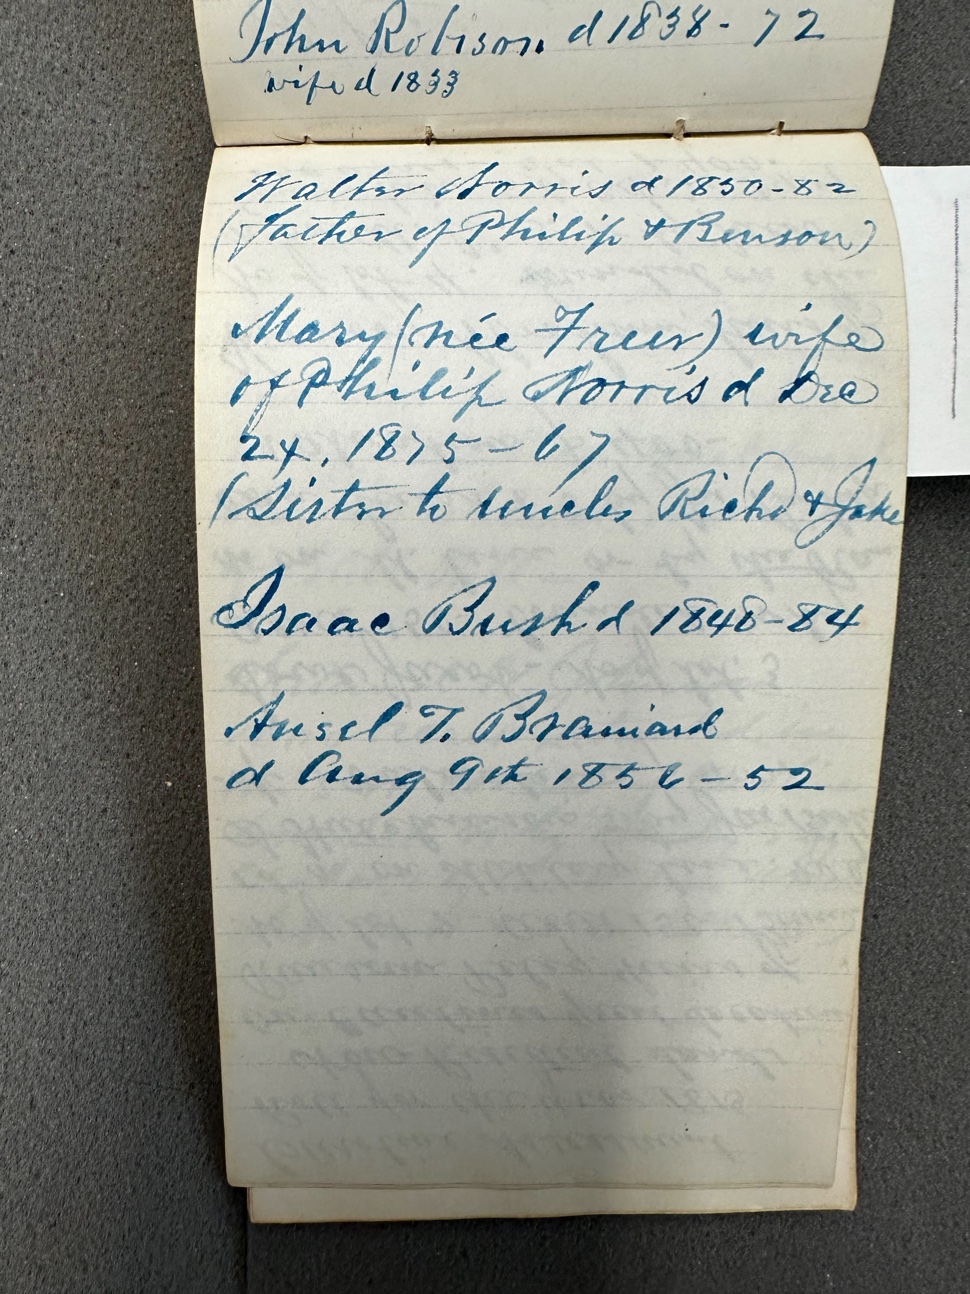 John Robison d 1838 - 72
wife d 1833
Walter Norris d 1850 - 82
(father of Philip & Benson)
Mary (née Freer) wife
of Philip Norris d Dec
24, 1875 - 67
(Sister to uncles Richd & Jake
Isaac Bush d 1848 - 84
Ansel T. Brainard
d Aug 9th 1856 - 52